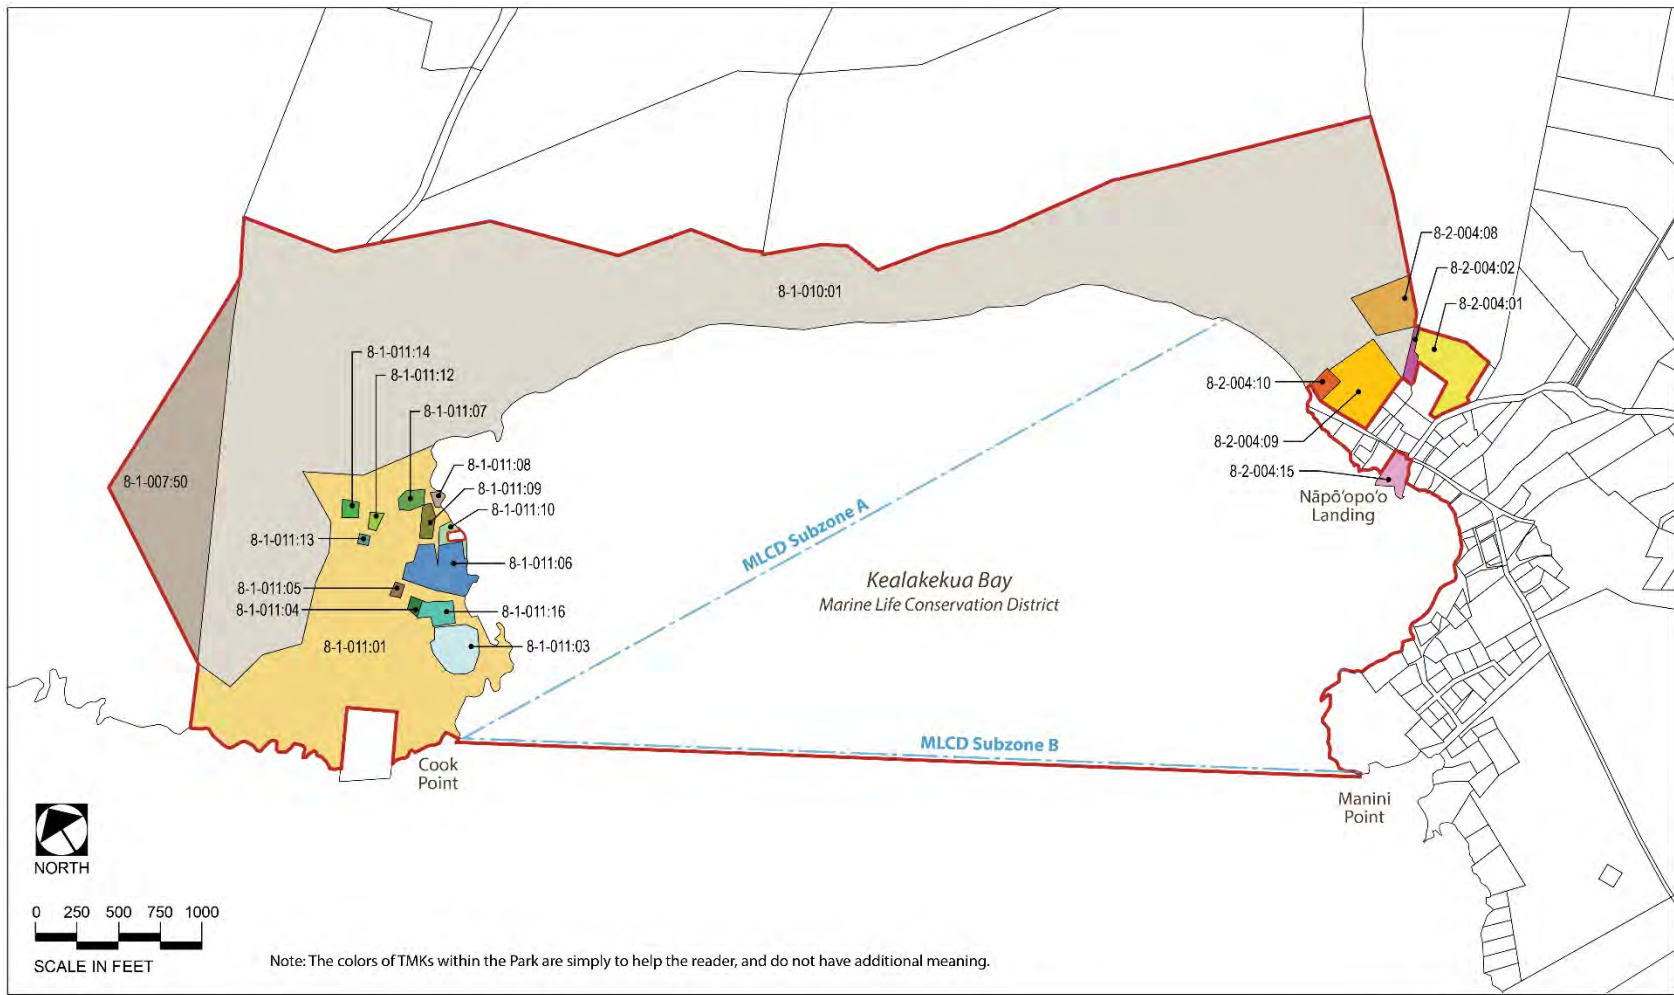 8-2-004:08
8-2-004:02
8-1-010:01
8-2-004:01
8-1-011:14
8-1-011:12
8-2-004:10
8-1-011:07
8-2-004:09
8-1-011:08
8-2-004:15
8-1-007:50
8-1-011:09
Nāpō‘opo‘o
Landing
8-1-011:10
MLCD Subzone A
8-1-011:13
8-1-011:06
Kealakekua Bay
Marine Life Conservation District
8-1-011:05
8-1-011:04
8-1-011:16
8-1-011:01
8-1-011:03
MLCD Subzone B
Cook
Point
Manini
Point
NORTH
0 250 500 750 1000
SCALE IN FEET
Note: The colors of TMKs within the Park are simply to help the reader, and do not have additional meaning.